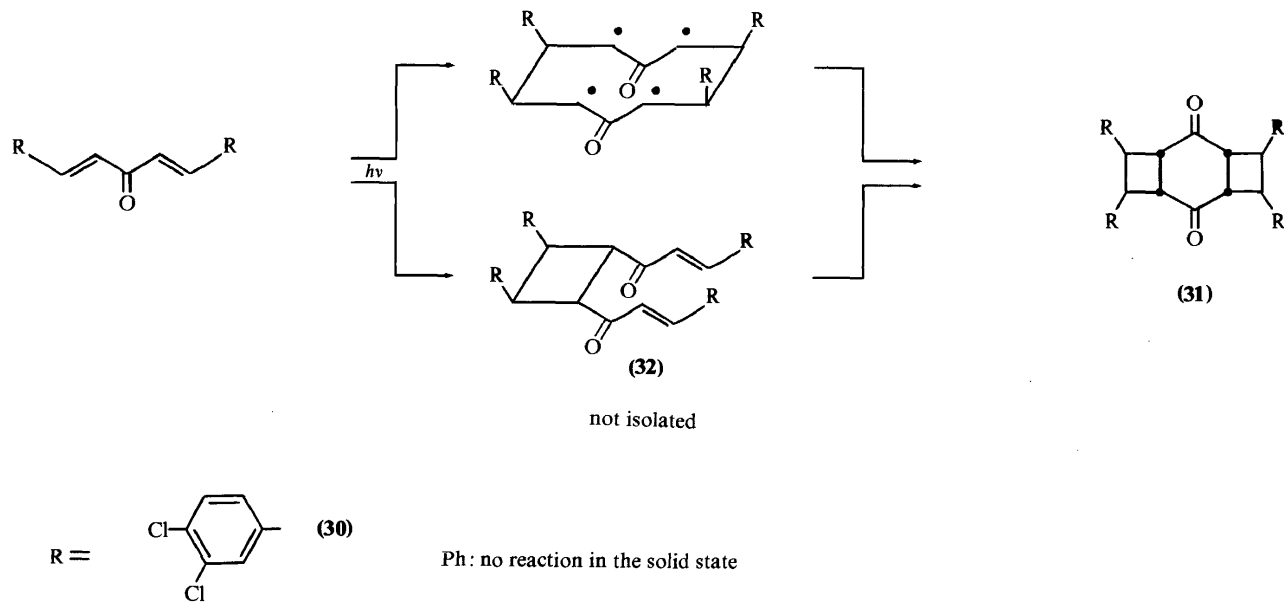 R R
O
hν
R R
R R
O
O
R R
R R
O
O
(32)
not isolated
R O R
R O R
(31)
R = Cl Cl (30)
Ph: no reaction in the solid state